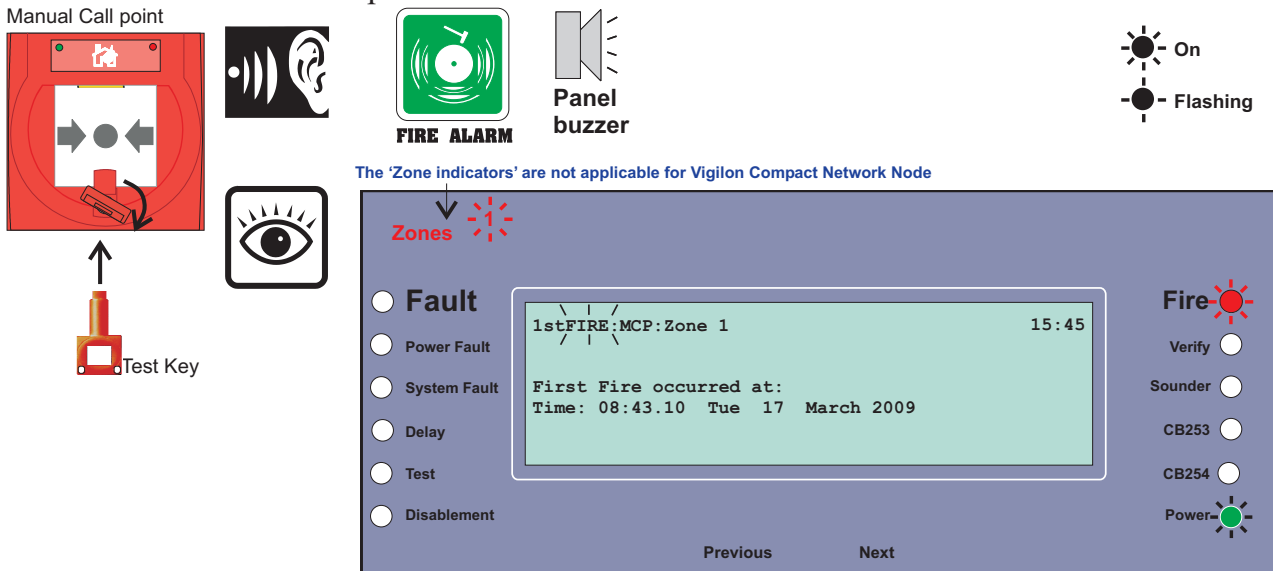 Manual Call point
FIRE ALARM
Panel
buzzer
On
Flashing
Test Key
The ‘Zone indicators’ are not applicable for Vigilon Compact Network Node
Zones 1
Fault
Power Fault
System Fault
Delay
Test
Disablement
1stFIRE:MCP:Zone 1 15:45
First Fire occurred at:
Time: 08:43.10 Tue 17 March 2009
Fire
Verify
Sounder
CB253
CB254
Power
Previous Next